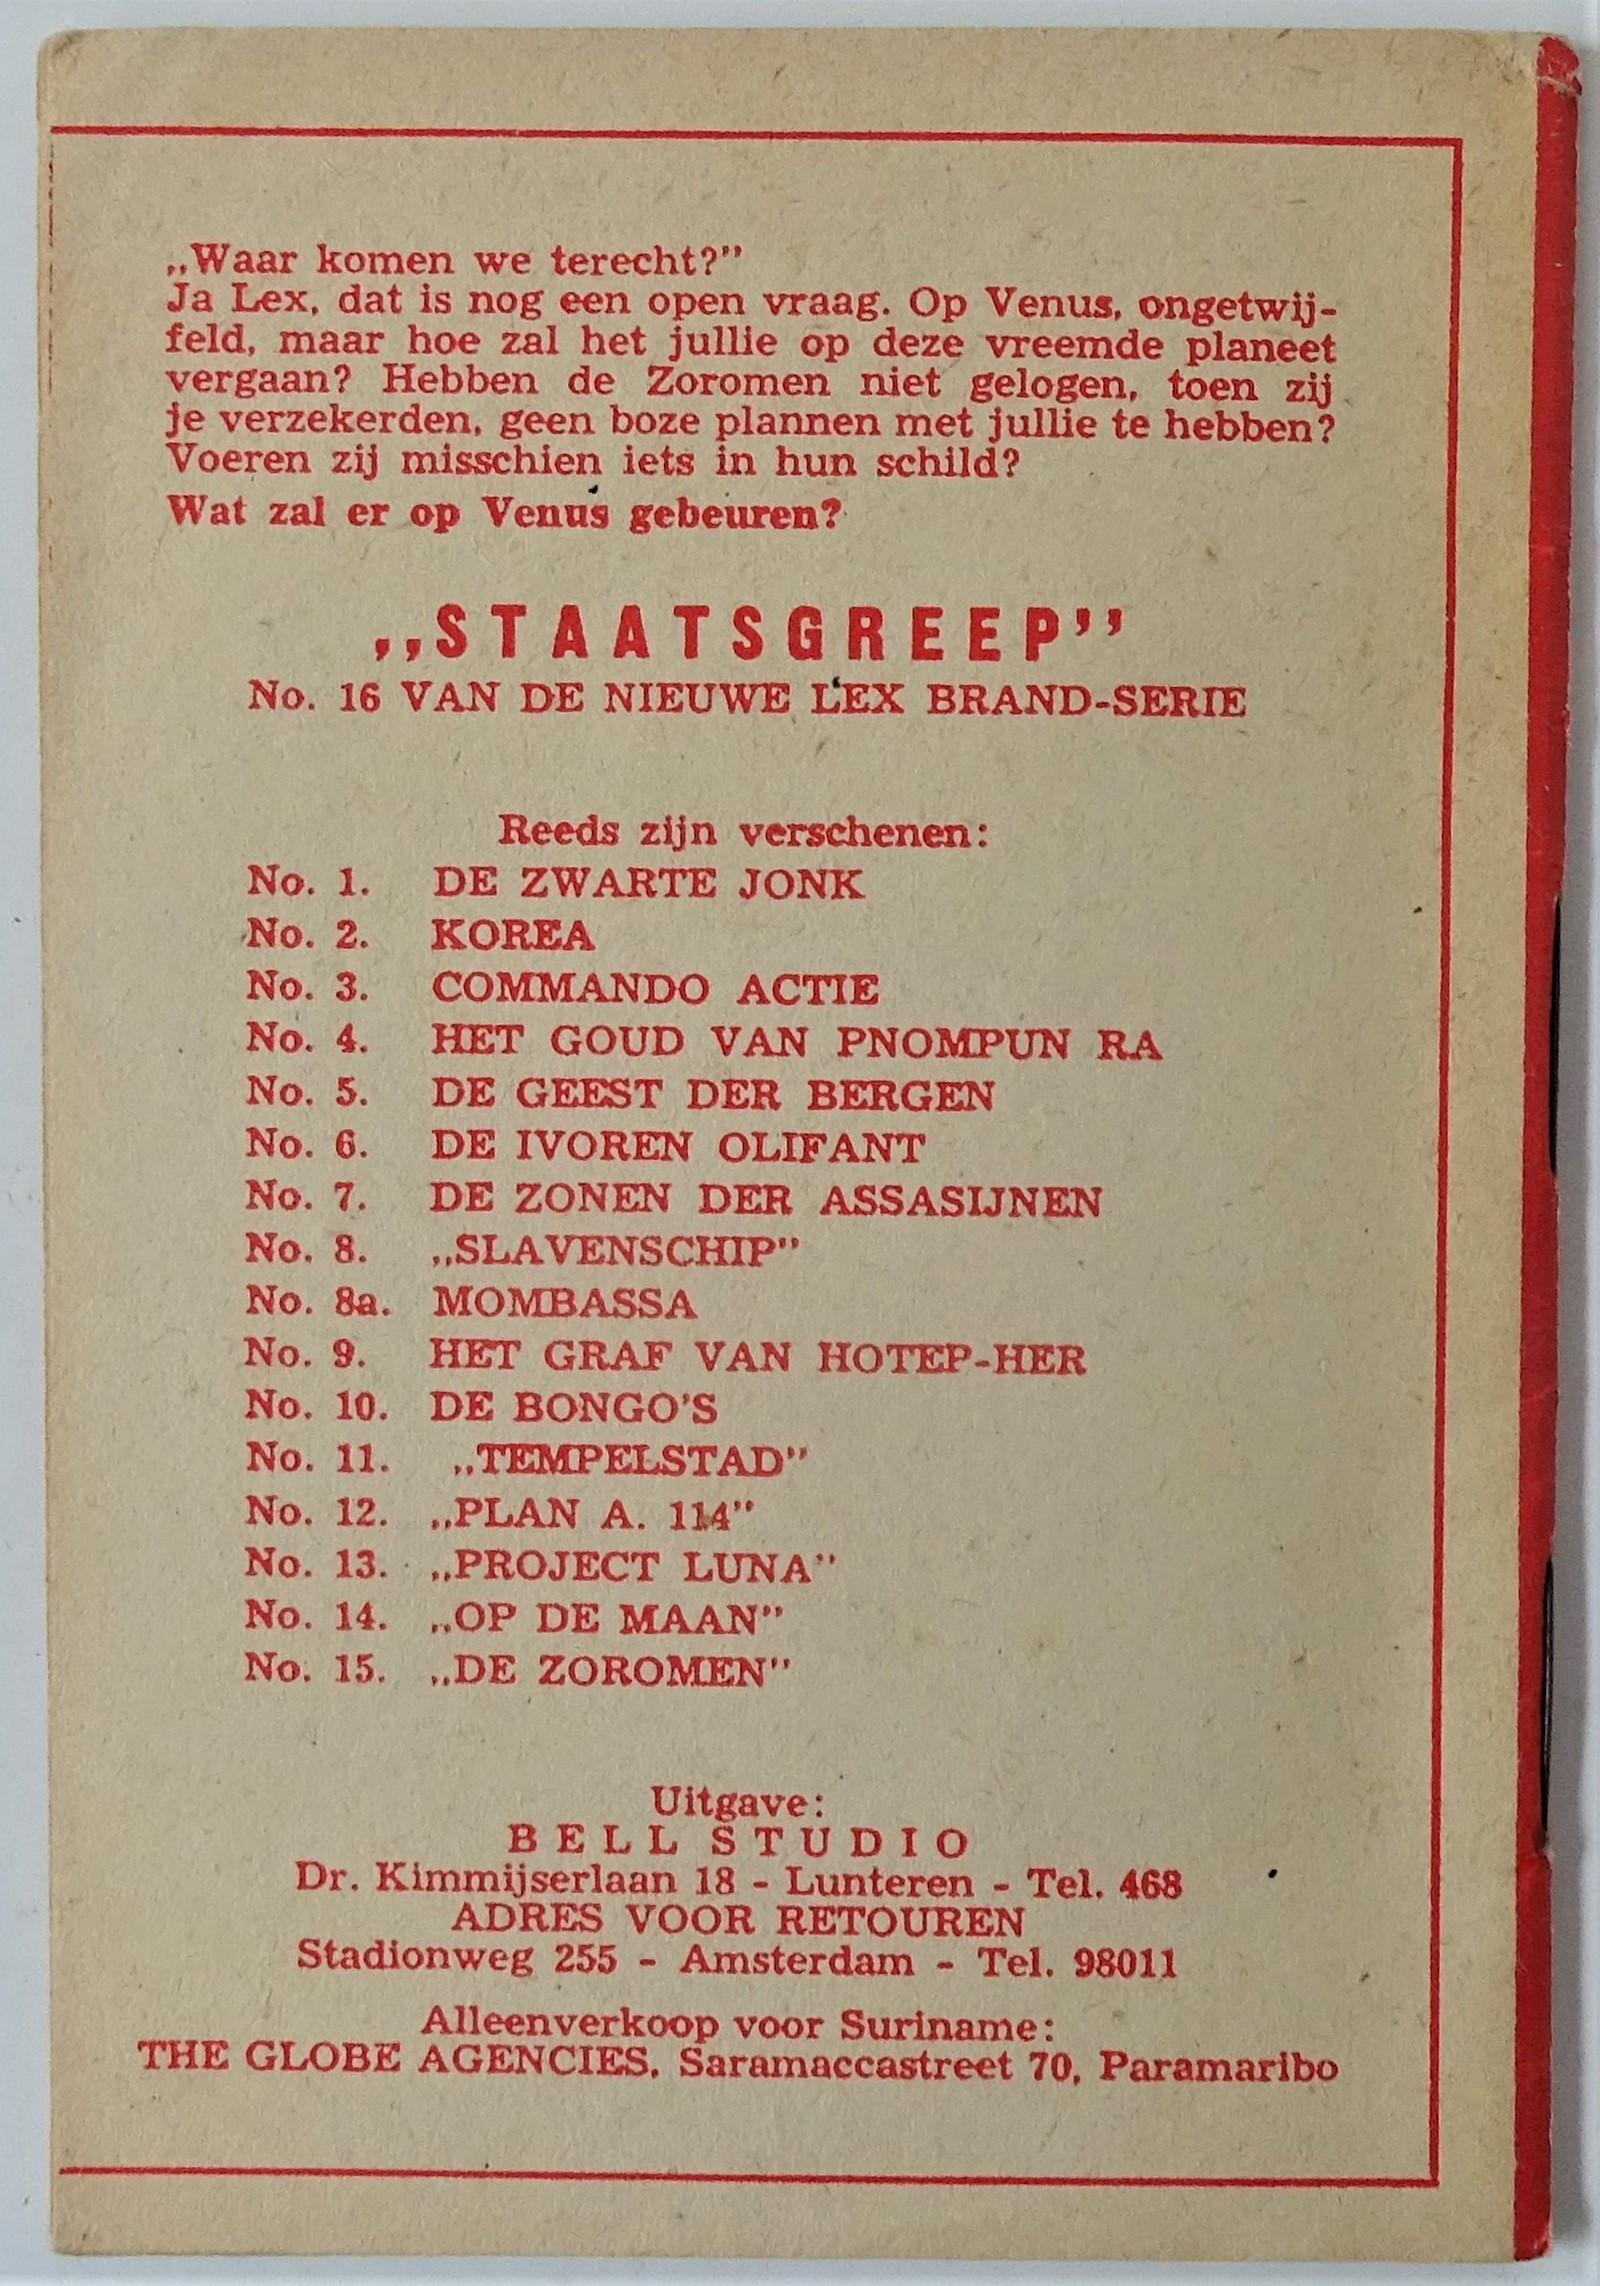 „Waar komen we terecht?”
Ja Lex, dat is nog een open vraag. Op Venus, ongetwij-
feld, maar hoe zal het jullie op deze vreemde planeet
vergaan? Hebben de Zoromen niet gelogen, toen zij
je verzekerden, geen boze plannen met jullie te hebben?
Voeren zij misschien iets in hun schild?
Wat zal er op Venus gebeuren?
„STAATSGREEP”
No. 16 VAN DE NIEUWE LEX BRAND-SERIE
Reeds zijn verschenen:
No. 1. DE ZWARTE JONK
No. 2. KOREA
No. 3. COMMANDO ACTIE
No. 4. HET GOUD VAN PNOMPUN RA
No. 5. DE GEEST DER BERGEN
No. 6. DE IVOREN OLIFANT
No. 7. DE ZONEN DER ASSASIJNEN
No. 8. „SLAVENSCHIP”
No. 8a. MOMBASSA
No. 9. HET GRAF VAN HOTEP-HER
No. 10. DE BONGO’S
No. 11. „TEMPELSTAD”
No. 12. „PLAN A. 114”
No. 13. „PROJECT LUNA”
No. 14. „OP DE MAAN”
No. 15. „DE ZOROMEN”
Uitgave:
BELL STUDIO
Dr. Kimmijserlaan 18 - Lunteren - Tel. 468
ADRES VOOR RETOUREN
Stadionweg 255 - Amsterdam - Tel. 98011
Alleenverkoop voor Suriname:
THE GLOBE AGENCIES, Saramaccastreet 70, Paramaribo